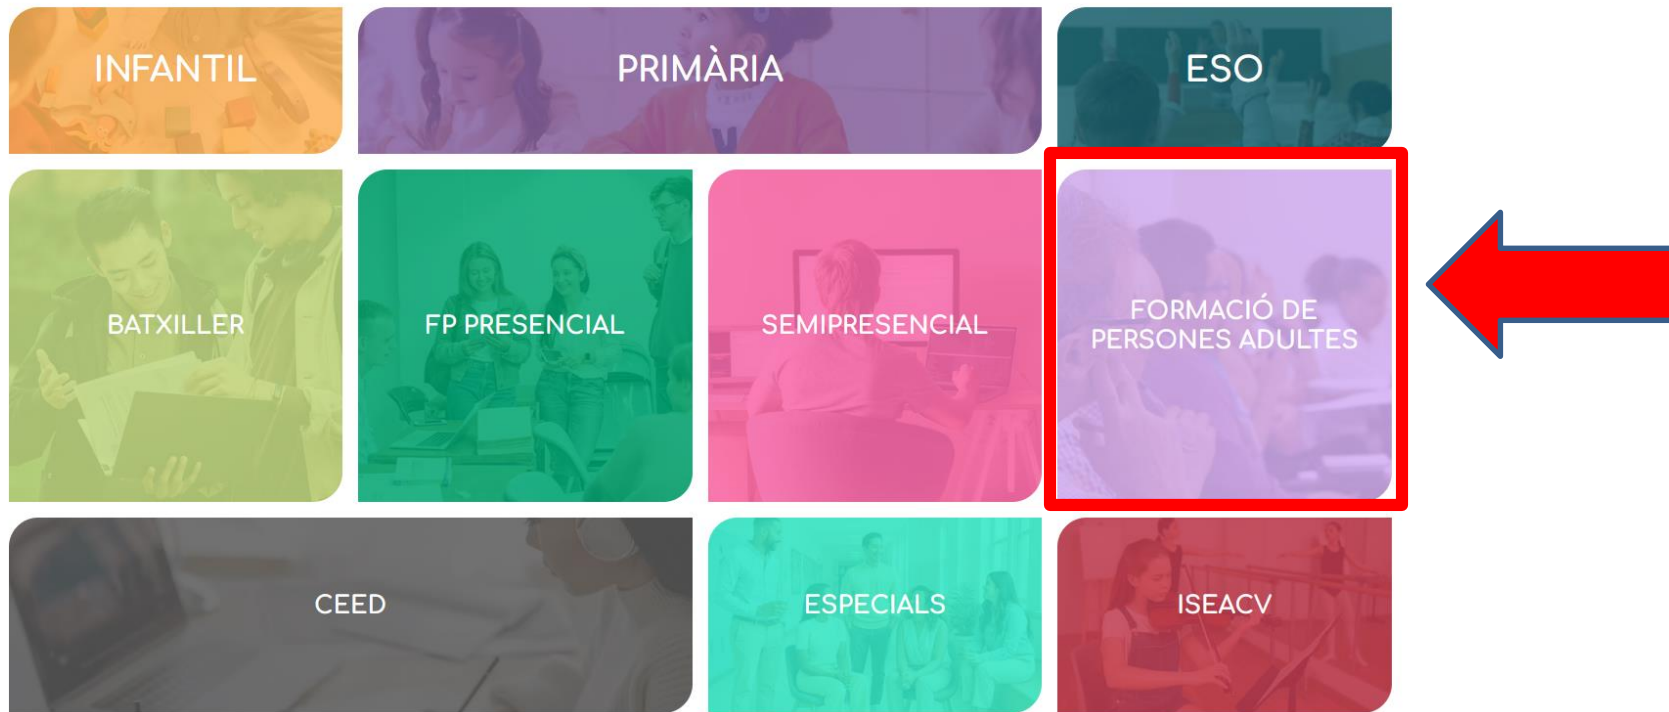 INFANTIL
PRIMÀRIA
ESO
BATXILLER
FP PRESENCIAL
SEMIPRESENCIAL
FORMACIÓ DE
PERSONES ADULTES
CEED
ESPECIALS
ISEACV